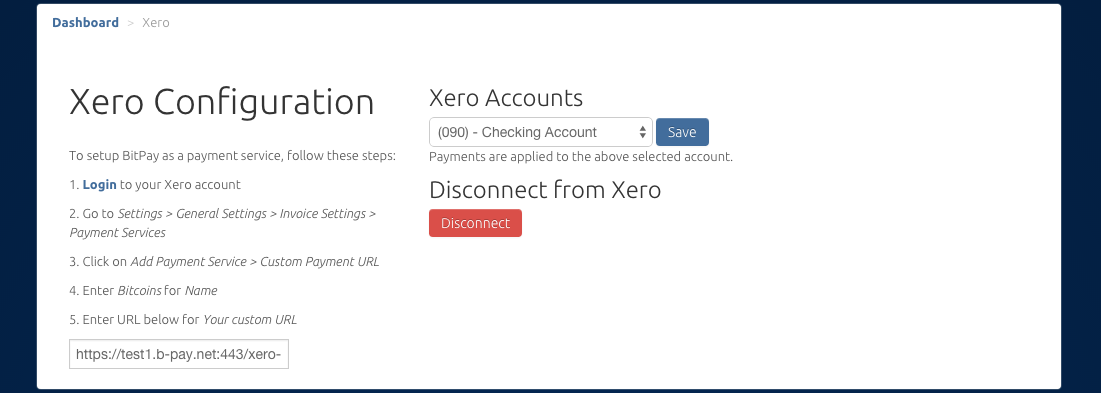 Dashboard > Xero
Xero Configuration
To setup BitPay as a payment service, follow these steps:
1. Login to your Xero account
2. Go to Settings > General Settings > Invoice Settings >
Payment Services
3. Click on Add Payment Service > Custom Payment URL
4. Enter Bitcoins for Name
5. Enter URL below for Your custom URL
https://test1.b-pay.net:443/xero-
Xero Accounts
(090) - Checking Account
Save
Payments are applied to the above selected account.
Disconnect from Xero
Disconnect